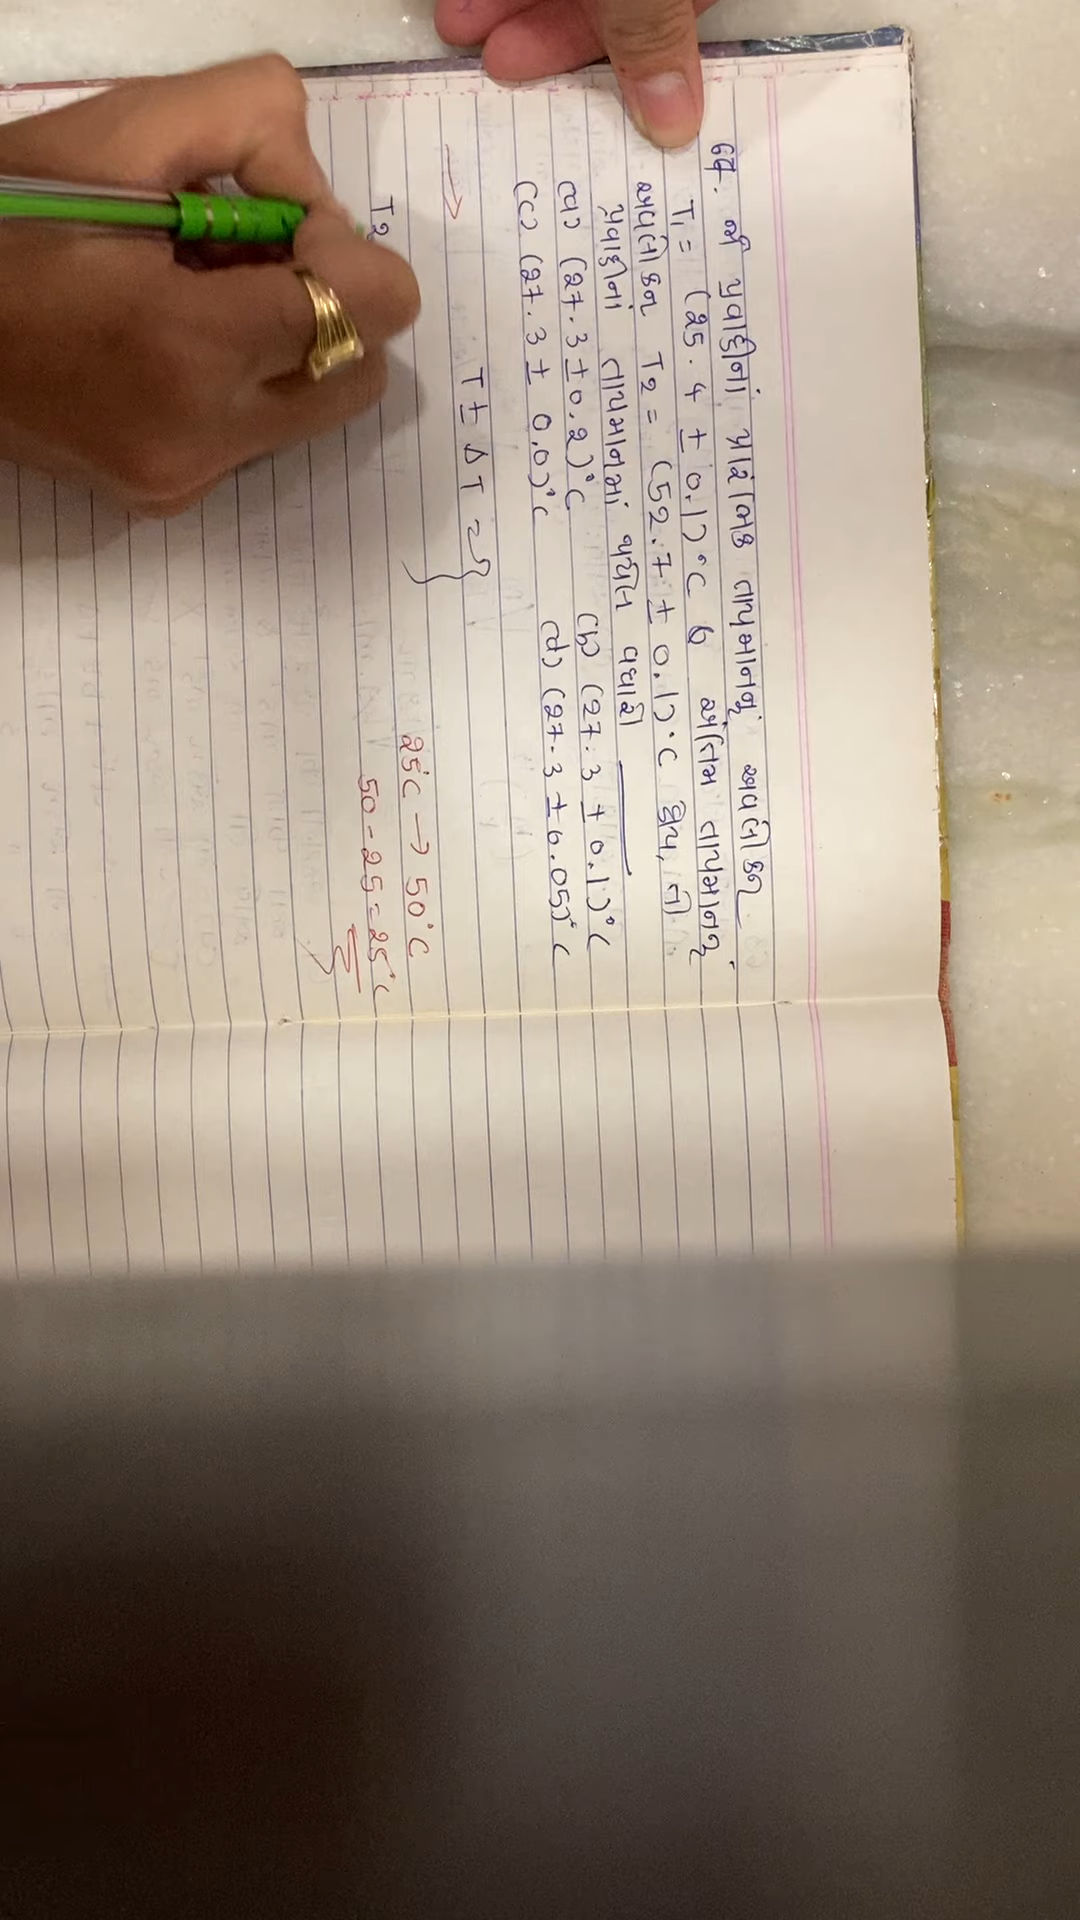 જો પ્રવાહીનાં પ્રારંભિક તાપમાનનું અવલોકન
T₁ = (25.4 ± 0.1)°C & અંતિમ તાપમાનનું
અવલોકન T₂ = (52.7 ± 0.1)°C હોય, તો
પ્રવાહીનાં તાપમાનમાં થયેલ વધારો
(a) (27.3 ± 0.2)°C (b) (27.3 ± 0.1)°C
(c) (27.3 ± 0.0)°C (d) (27.3 ± 0.05)°C
→ T ± ΔT = ?
25°C → 50°C
T₂ 50 - 25 = 25°C